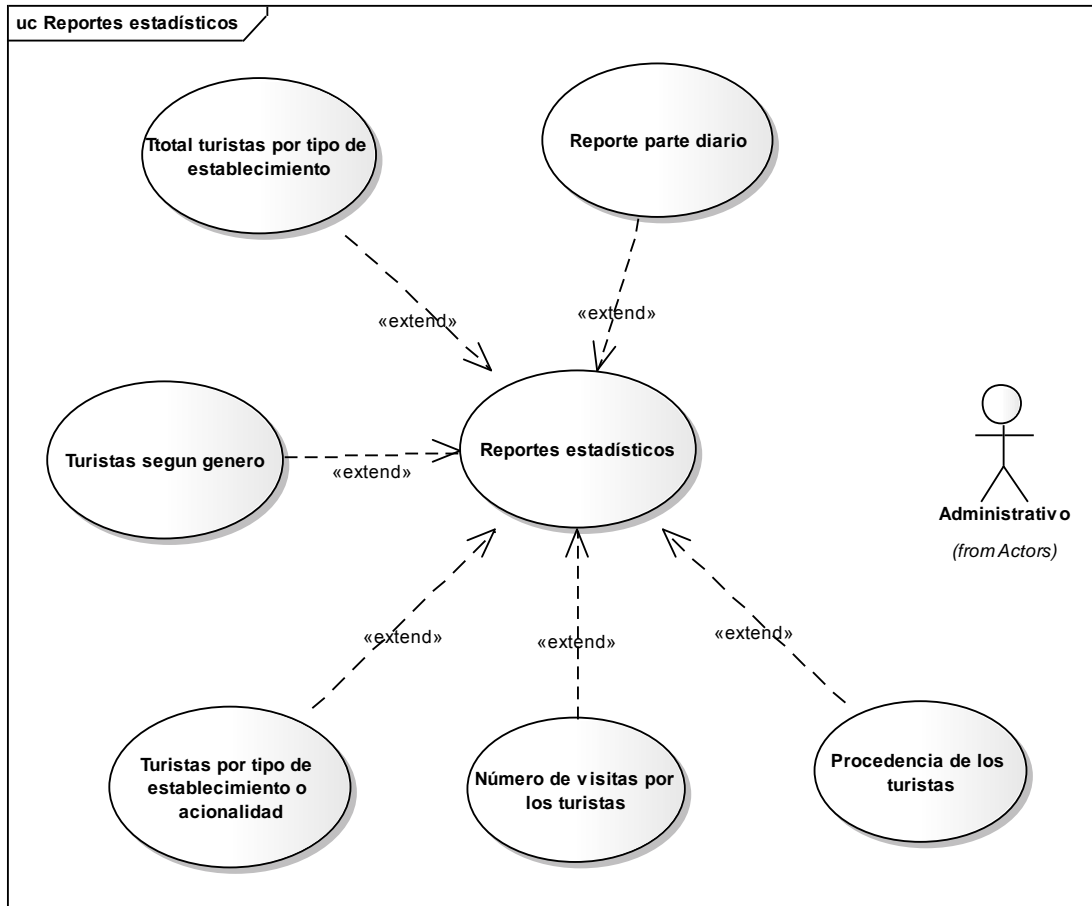 uc Reportes estadísticos
Ttotal turistas por tipo de
establecimiento
Reporte parte diario
«extend»
«extend»
Turistas segun genero
«extend»
Reportes estadísticos
Administrativo
(from Actors)
«extend»
«extend»
«extend»
Turistas por tipo de
establecimiento o
acionalidad
Número de visitas por
los turistas
Procedencia de los
turistas